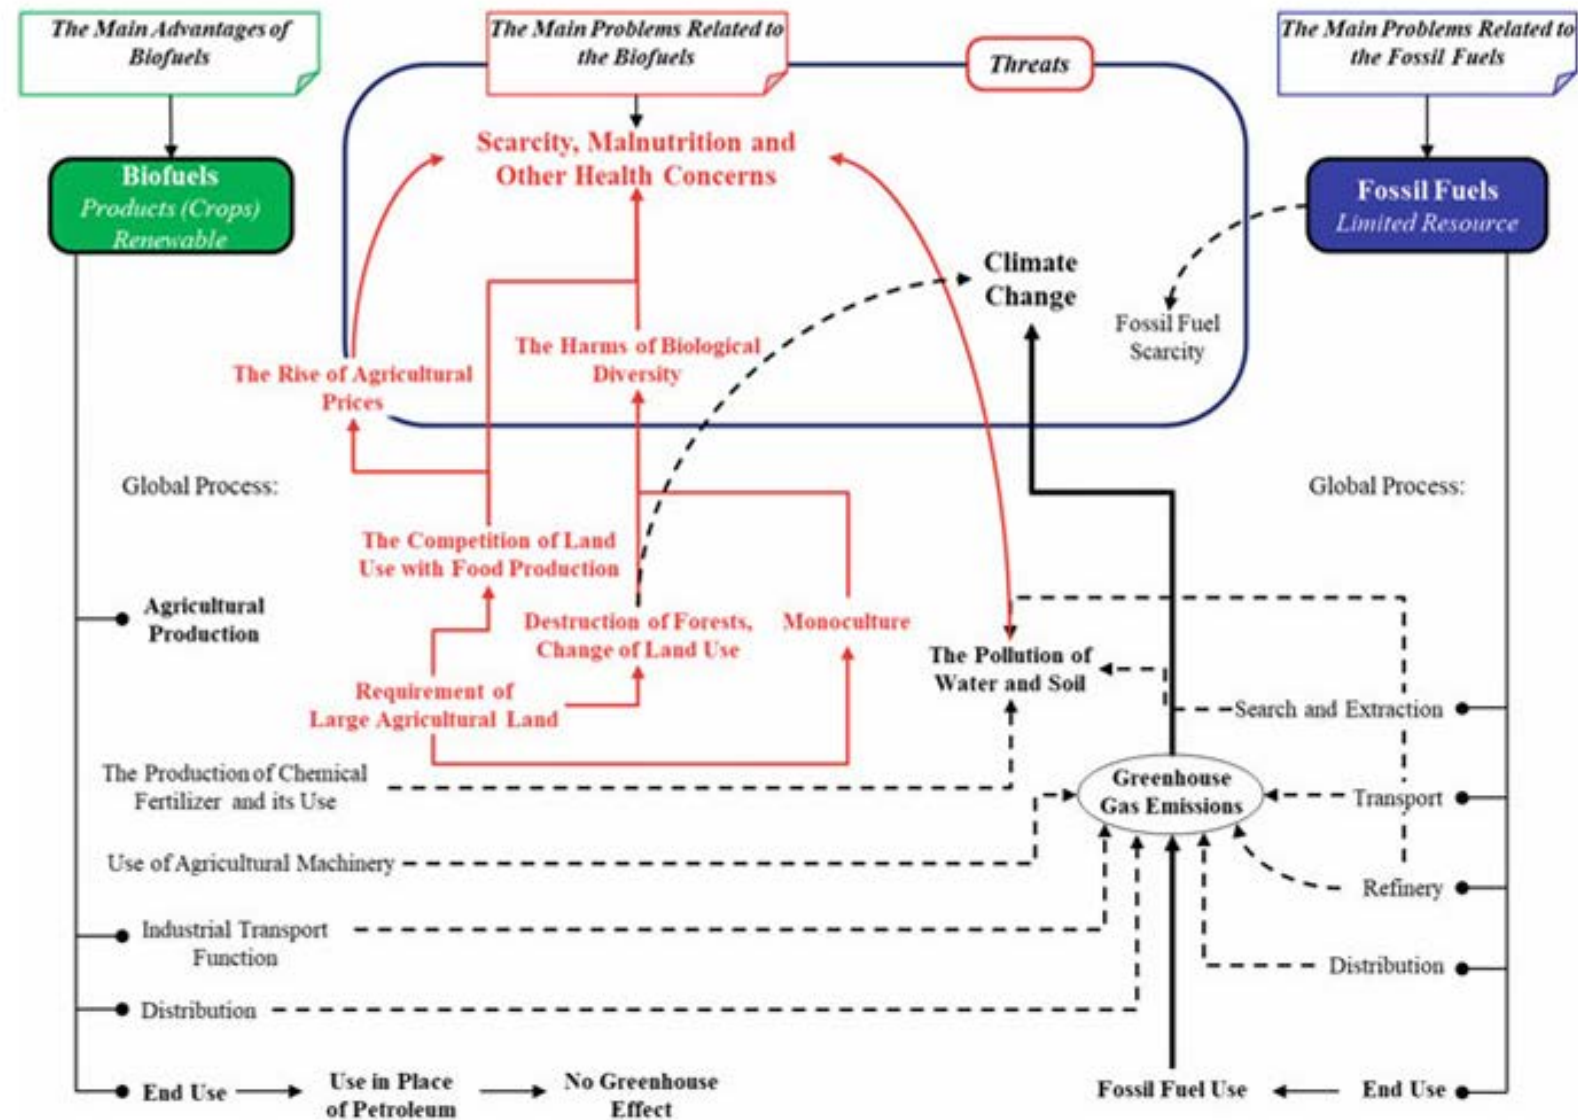 The Main Advantages of
Biofuels
The Main Problems Related to
the Biofuels
Threats
The Main Problems Related to
the Fossil Fuels
Scarcity, Malnutrition and
Other Health Concerns
Biofuels
Products (Crops)
Renewable
Fossil Fuels
Limited Resource
Climate
Change
Fossil Fuel
Scarcity
The Harms of Biological
Diversity
The Rise of Agricultural
Prices
Global Process:
Global Process:
The Competition of Land
Use with Food Production
Agricultural
Production
Destruction of Forests,
Change of Land Use
Monoculture
The Pollution of
Water and Soil
Requirement of
Large Agricultural Land
Search and Extraction
The Production of Chemical
Fertilizer and its Use
Greenhouse
Gas Emissions
Transport
Use of Agricultural Machinery
Refinery
Industrial Transport
Function
Distribution
Distribution
End Use
Use in Place
of Petroleum
No Greenhouse
Effect
Fossil Fuel Use
End Use